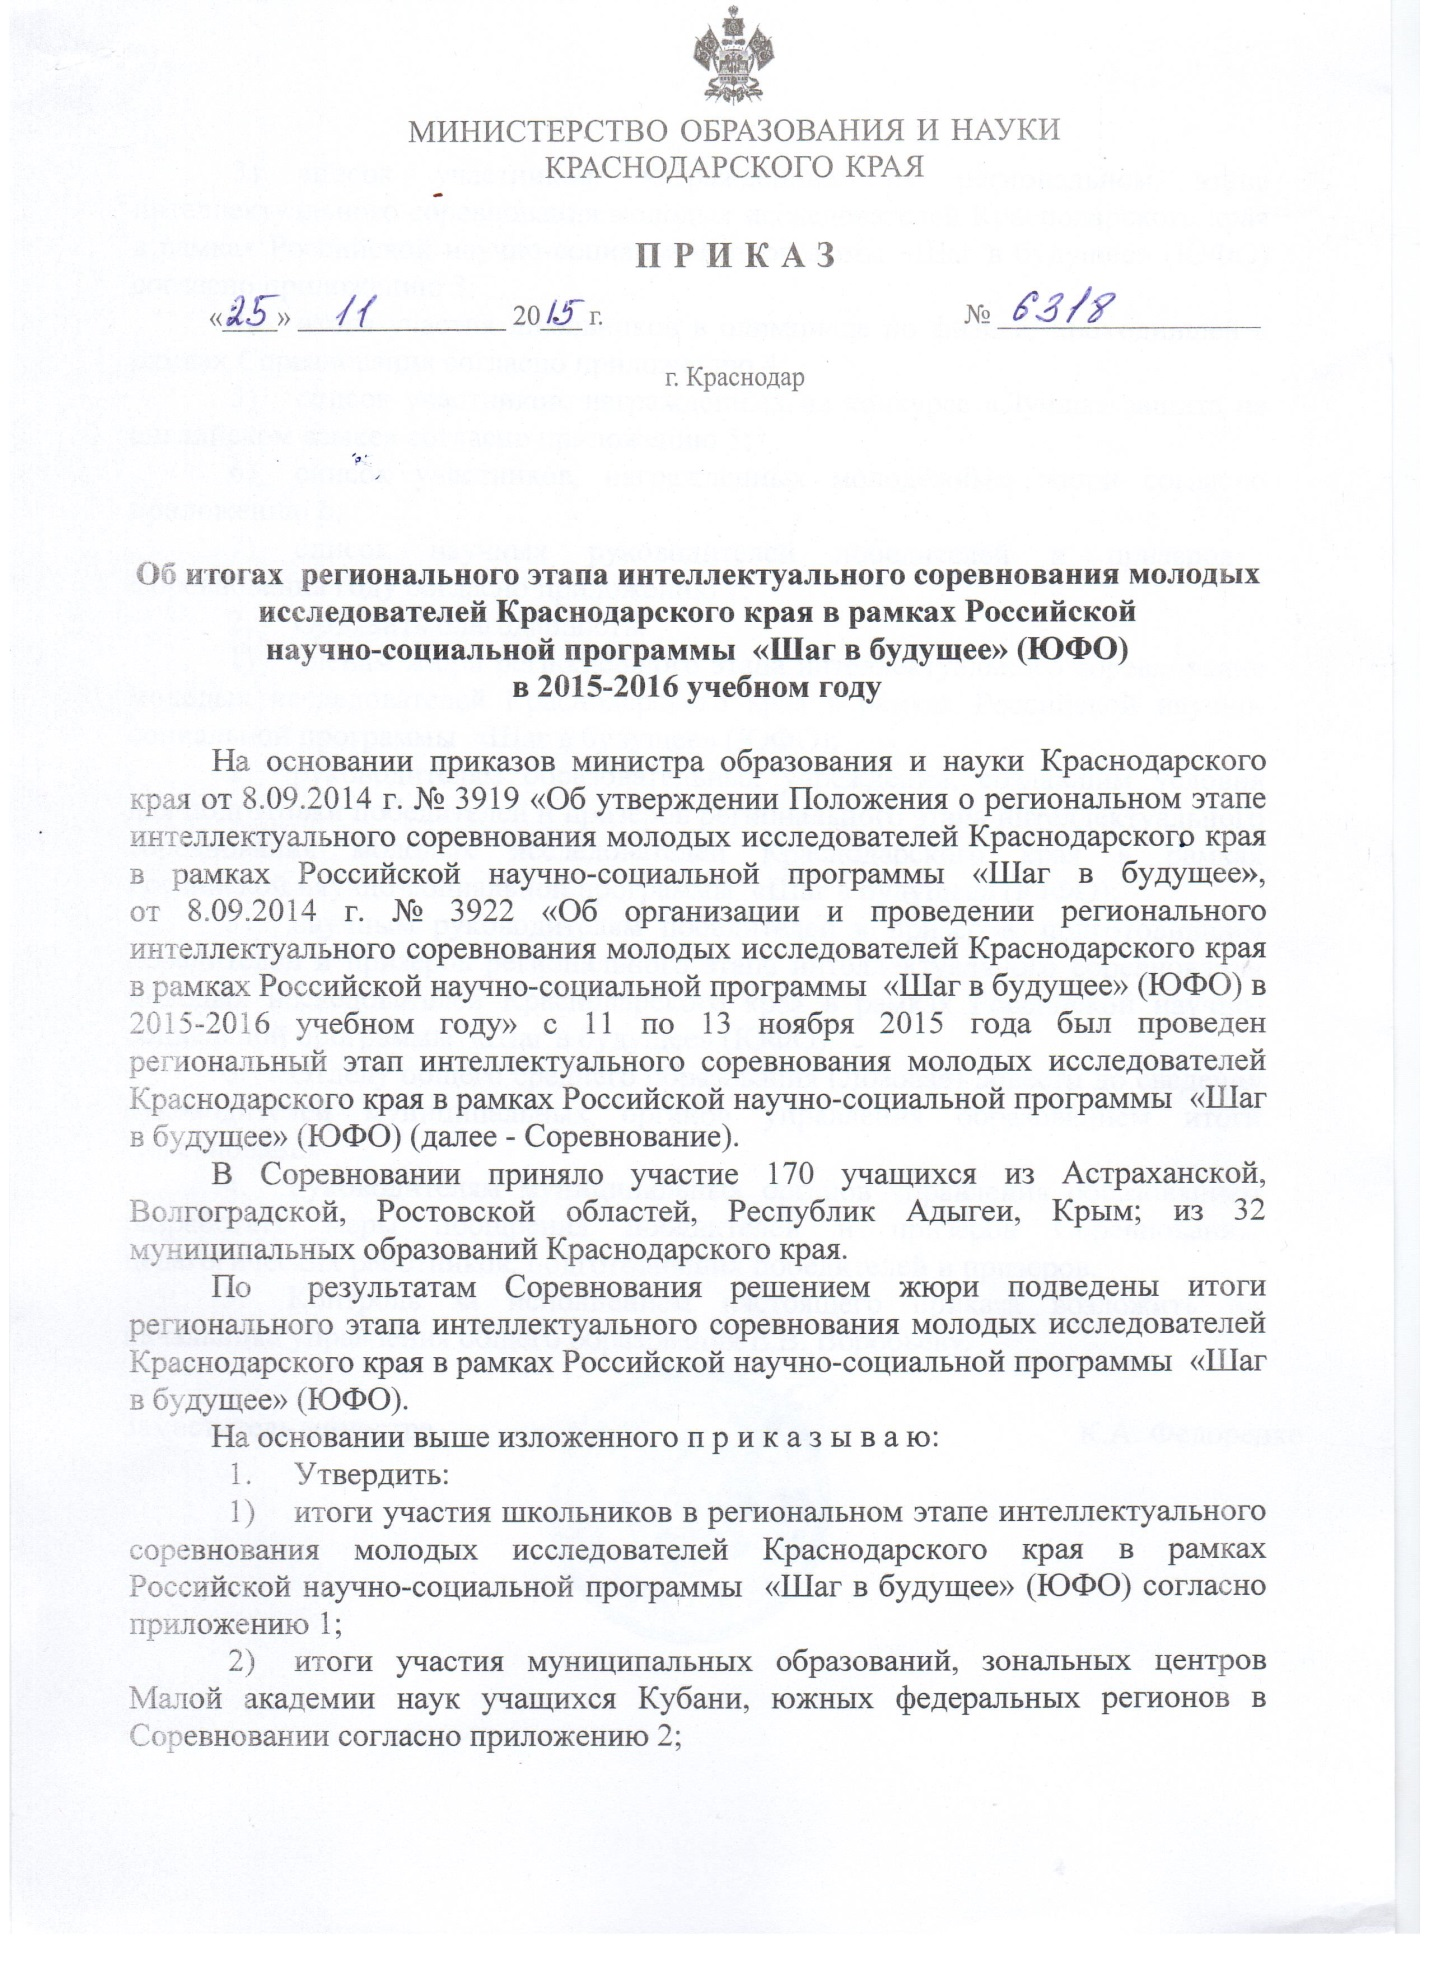 МИНИСТЕРСТВО ОБРАЗОВАНИЯ И НАУКИ
КРАСНОДАРСКОГО КРАЯ
П Р И К А З
«25» 11 2015 г. № 6318
г. Краснодар
Об итогах  регионального этапа интеллектуального соревнования молодых
исследователей Краснодарского края в рамках Российской
научно-социальной программы  «Шаг в будущее» (ЮФО)
в 2015-2016 учебном году
На основании приказов министра образования и науки Краснодарского
края от 8.09.2014 г. № 3919 «Об утверждении Положения о региональном этапе
интеллектуального соревнования молодых исследователей Краснодарского края
в рамках Российской научно-социальной программы «Шаг в будущее»,
от 8.09.2014 г. № 3922 «Об организации и проведении регионального
интеллектуального соревнования молодых исследователей Краснодарского края
в рамках Российской научно-социальной программы  «Шаг в будущее» (ЮФО) в
2015-2016 учебном году» с 11 по 13 ноября 2015 года был проведен
региональный этап интеллектуального соревнования молодых исследователей
Краснодарского края в рамках Российской научно-социальной программы  «Шаг
в будущее» (ЮФО) (далее - Соревнование).
В Соревновании приняло участие 170 учащихся из Астраханской,
Волгоградской, Ростовской областей, Республик Адыгеи, Крым; из 32
муниципальных образований Краснодарского края.
По  результатам Соревнования решением жюри подведены итоги
регионального этапа интеллектуального соревнования молодых исследователей
Краснодарского края в рамках Российской научно-социальной программы  «Шаг
в будущее» (ЮФО).
На основании выше изложенного п р и к а з ы в а ю:
1. Утвердить:
1) итоги участия школьников в региональном этапе интеллектуального
соревнования молодых исследователей Краснодарского края в рамках
Российской научно-социальной программы  «Шаг в будущее» (ЮФО) согласно
приложению 1;
2) итоги участия муниципальных образований, зональных центров
Малой академии наук учащихся Кубани, южных федеральных регионов в
Соревновании согласно приложению 2;